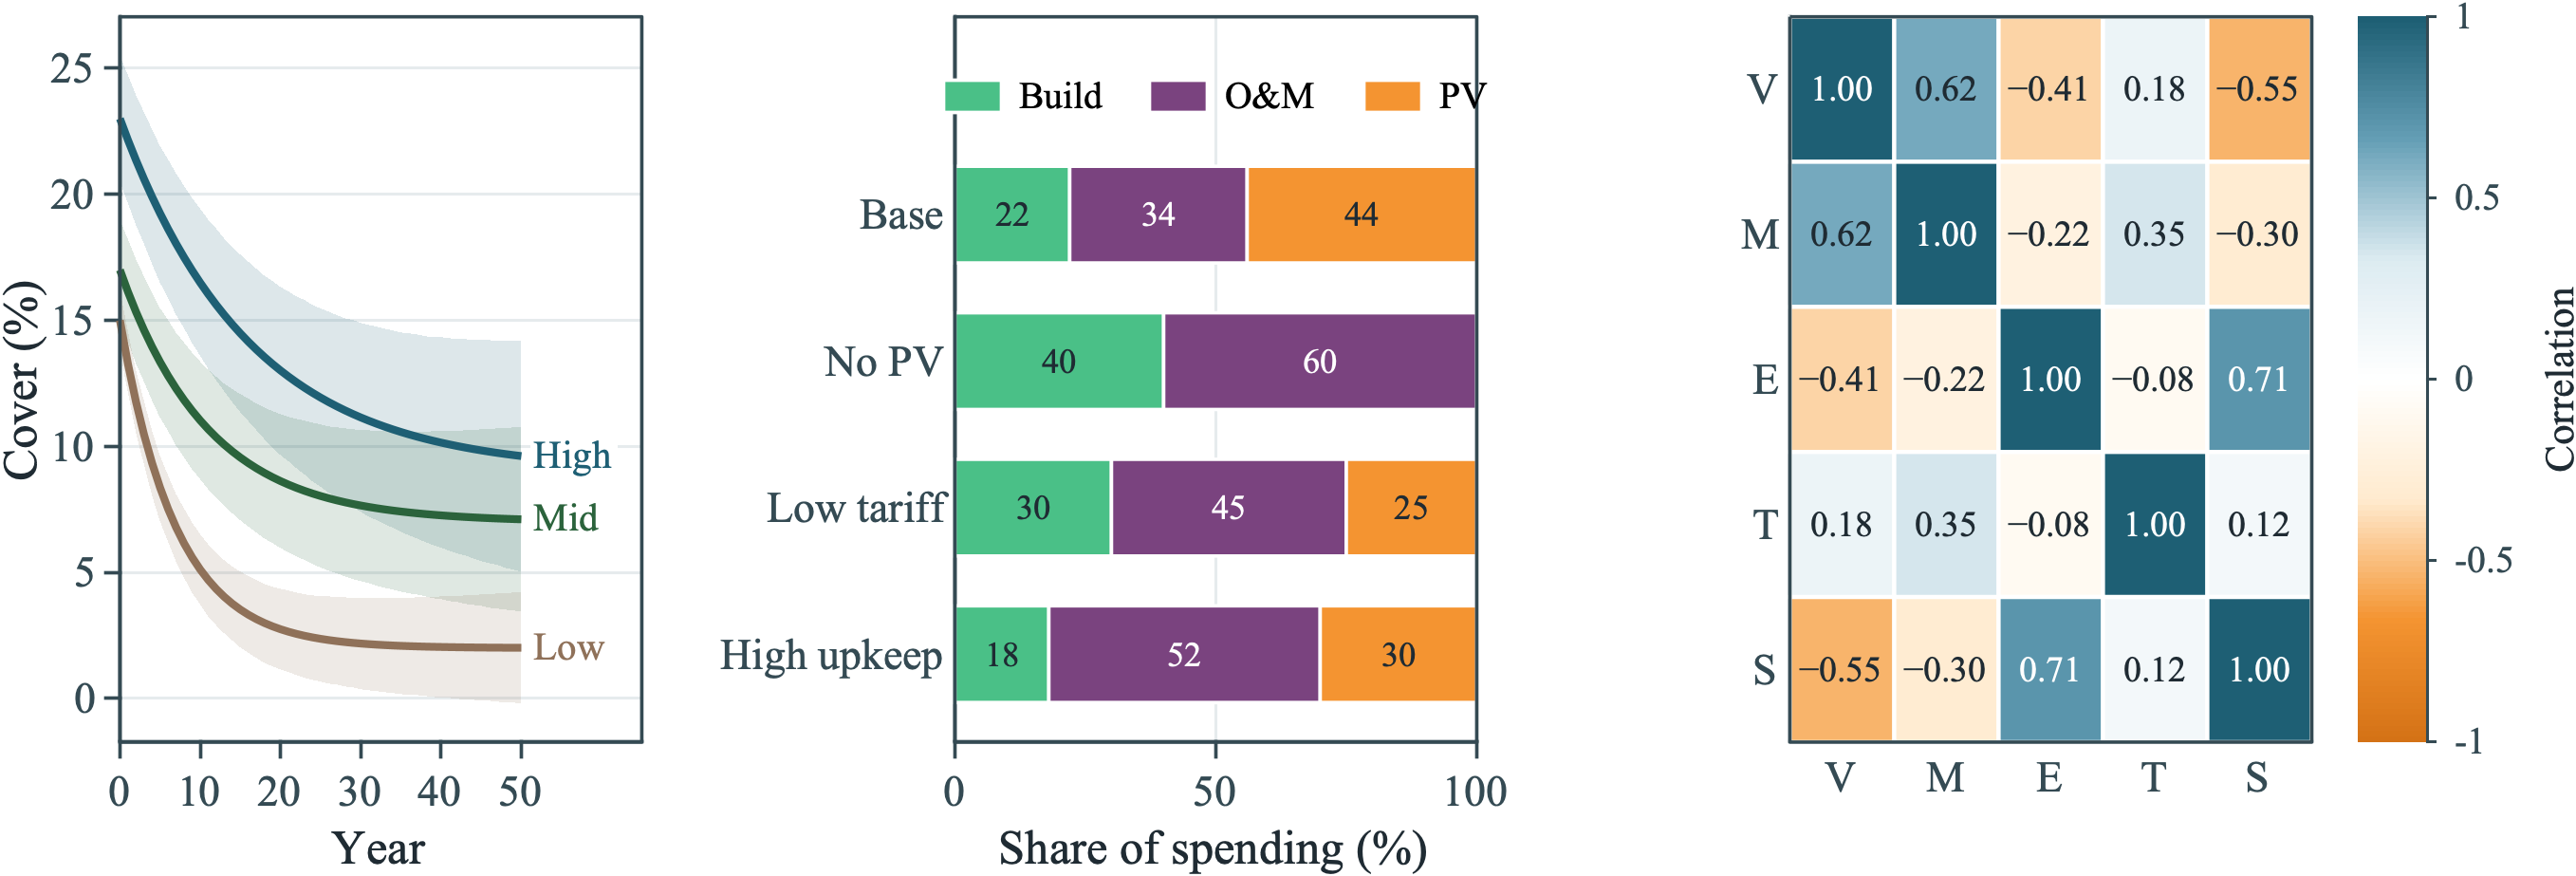 25
20
15
10
5
0
Cover (%)
High
Mid
Low
0 10 20 30 40 50
Year
Build O&M PV
Base 22 34 44
No PV 40 60
Low tariff 30 45 25
High upkeep 18 52 30
0 50 100
Share of spending (%)
V 1.00 0.62 −0.41 0.18 −0.55
M 0.62 1.00 −0.22 0.35 −0.30
E −0.41 −0.22 1.00 −0.08 0.71
T 0.18 0.35 −0.08 1.00 0.12
S −0.55 −0.30 0.71 0.12 1.00
V M E T S
1
0.5
0
-0.5
-1
Correlation